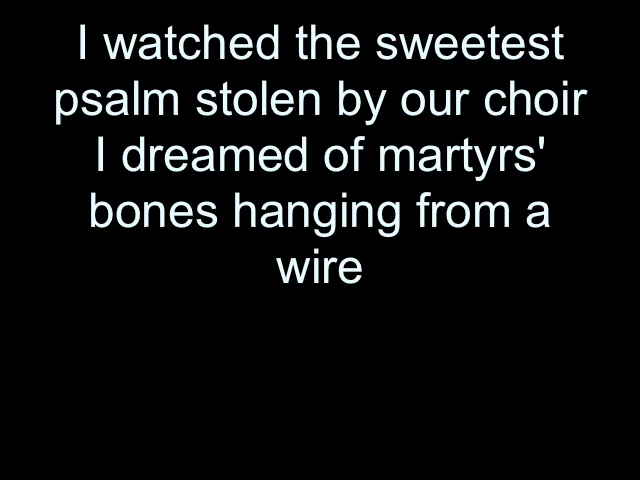 I watched the sweetest
psalm stolen by our choir
I dreamed of martyrs'
bones hanging from a
wire